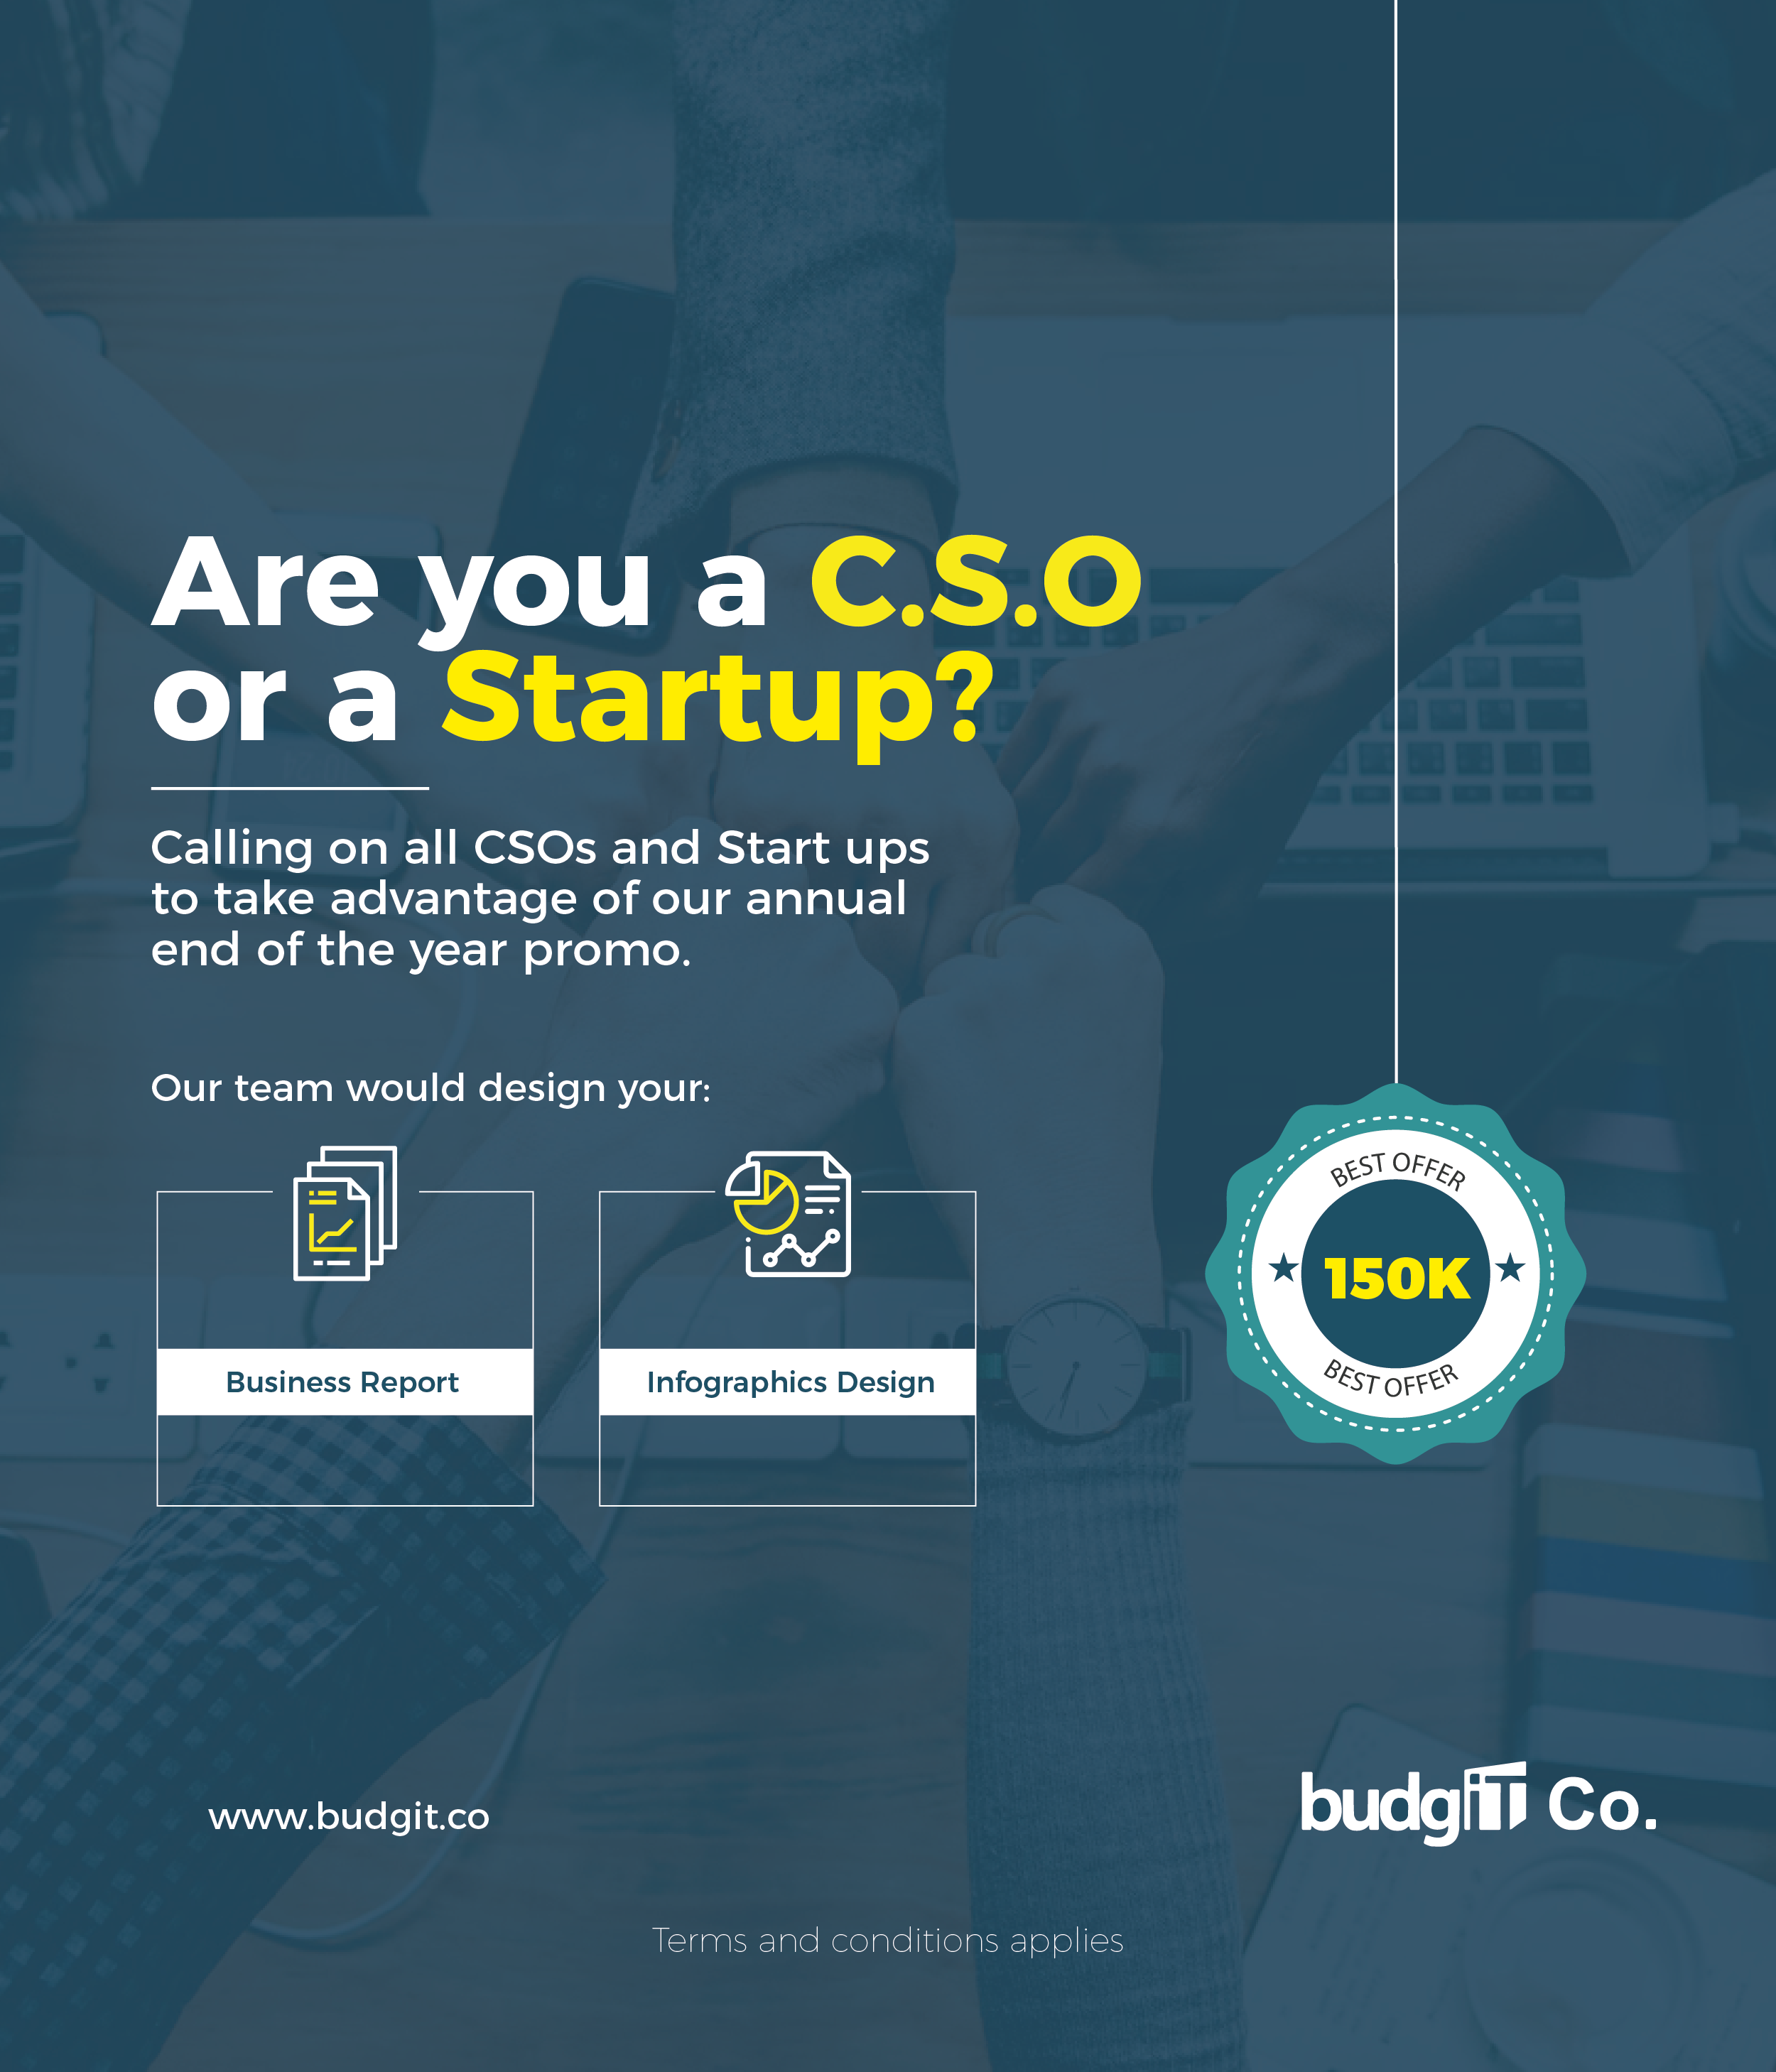 Are you a C.S.O
or a Startup?
Calling on all CSOs and Start ups
to take advantage of our annual
end of the year promo.
Our team would design your:
Business Report
Infographics Design
BEST OFFER
150K
BEST OFFER
www.budgit.co
budgiT Co.
Terms and conditions applies